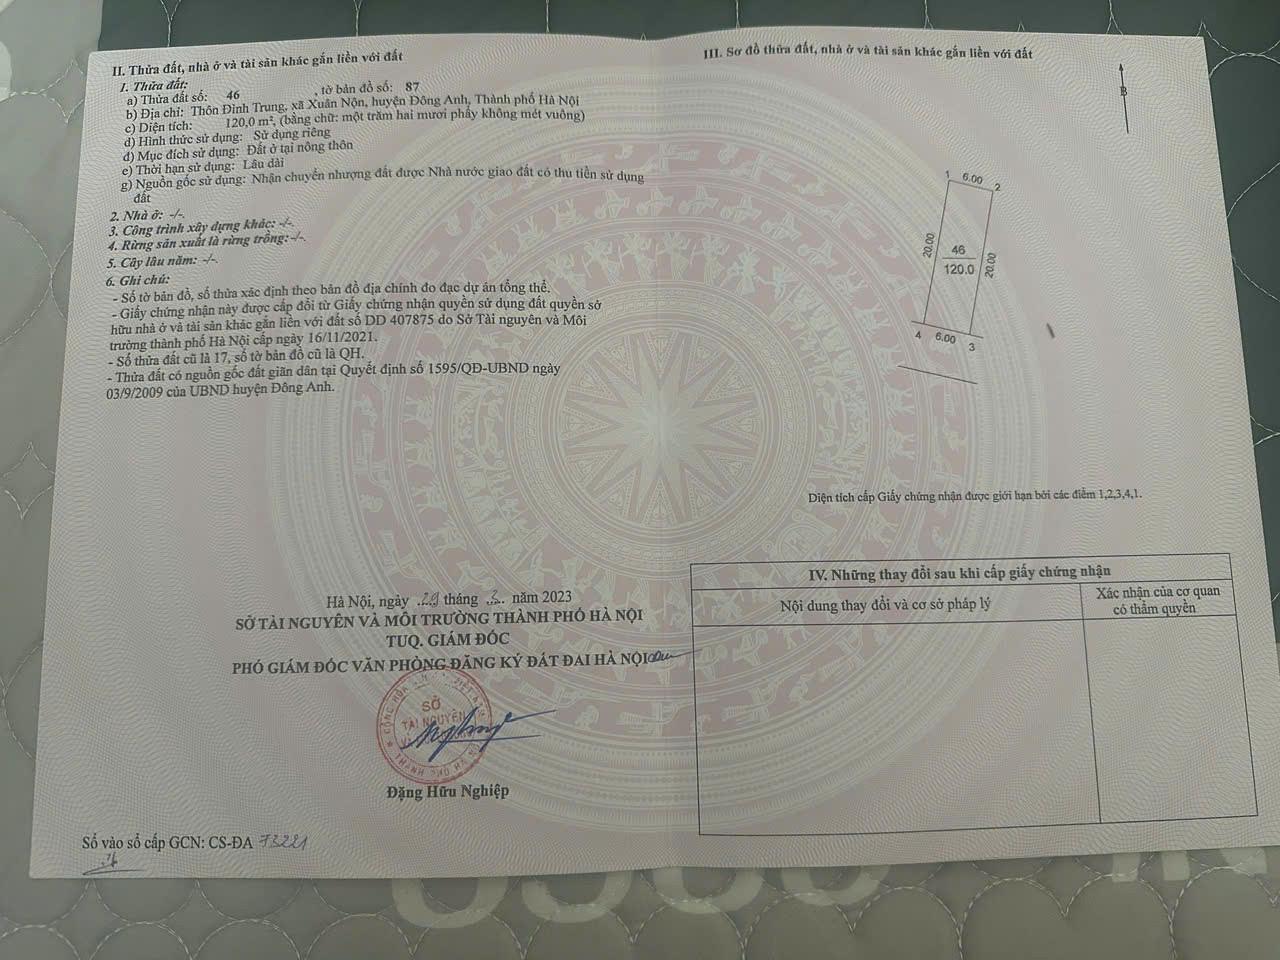 II. Thửa đất, nhà ở và tài sản khác gắn liền với đất
1. Thửa đất:
a) Thửa đất số: 46 , tờ bản đồ số: 87
b) Địa chỉ: Thôn Đình Trung, xã Xuân Nộn, huyện Đông Anh, Thành phố Hà Nội
c) Diện tích: 120,0 m², (bằng chữ: một trăm hai mươi phẩy không mét vuông)
d) Hình thức sử dụng: Sử dụng riêng
đ) Mục đích sử dụng: Đất ở tại nông thôn
e) Thời hạn sử dụng: Lâu dài
g) Nguồn gốc sử dụng: Nhận chuyển nhượng đất được Nhà nước giao đất có thu tiền sử dụng
đất
2. Nhà ở: -/-.
3. Công trình xây dựng khác: -/-.
4. Rừng sản xuất là rừng trồng: -/-.
5. Cây lâu năm: -/-.
6. Ghi chú:
- Số tờ bản đồ, số thửa xác định theo bản đồ địa chính đo đạc dự án tổng thể.
- Giấy chứng nhận này được cấp đổi từ Giấy chứng nhận quyền sử dụng đất quyền sở
hữu nhà ở và tài sản khác gắn liền với đất số DD 407875 do Sở Tài nguyên và Môi
trường thành phố Hà Nội cấp ngày 16/11/2021.
- Số thửa đất cũ là 17, số tờ bản đồ cũ là QH.
- Thửa đất có nguồn gốc đất giãn dân tại Quyết định số 1595/QĐ-UBND ngày
03/9/2009 của UBND huyện Đông Anh.
Hà Nội, ngày 29 tháng 3 năm 2023
SỞ TÀI NGUYÊN VÀ MÔI TRƯỜNG THÀNH PHỐ HÀ NỘI
TUQ. GIÁM ĐỐC
PHÓ GIÁM ĐỐC VĂN PHÒNG ĐĂNG KÝ ĐẤT ĐAI HÀ NỘI
SỞ
TÀI NGUYÊN
THÀNH PHỐ HÀ NỘI
Đặng Hữu Nghiệp
Số vào sổ cấp GCN: CS-ĐA 73221
III. Sơ đồ thửa đất, nhà ở và tài sản khác gắn liền với đất
B
1 6.00 2
20.00
46
120.0
20.00
4 6.00 3
Diện tích cấp Giấy chứng nhận được giới hạn bởi các điểm 1,2,3,4,1.
IV. Những thay đổi sau khi cấp giấy chứng nhận
Nội dung thay đổi và cơ sở pháp lý
Xác nhận của cơ quan
có thẩm quyền